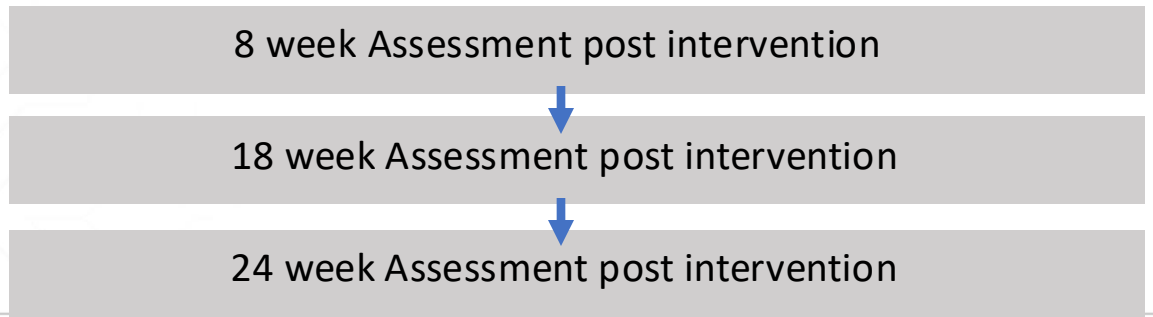 8 week Assessment post intervention
18 week Assessment post intervention
24 week Assessment post intervention